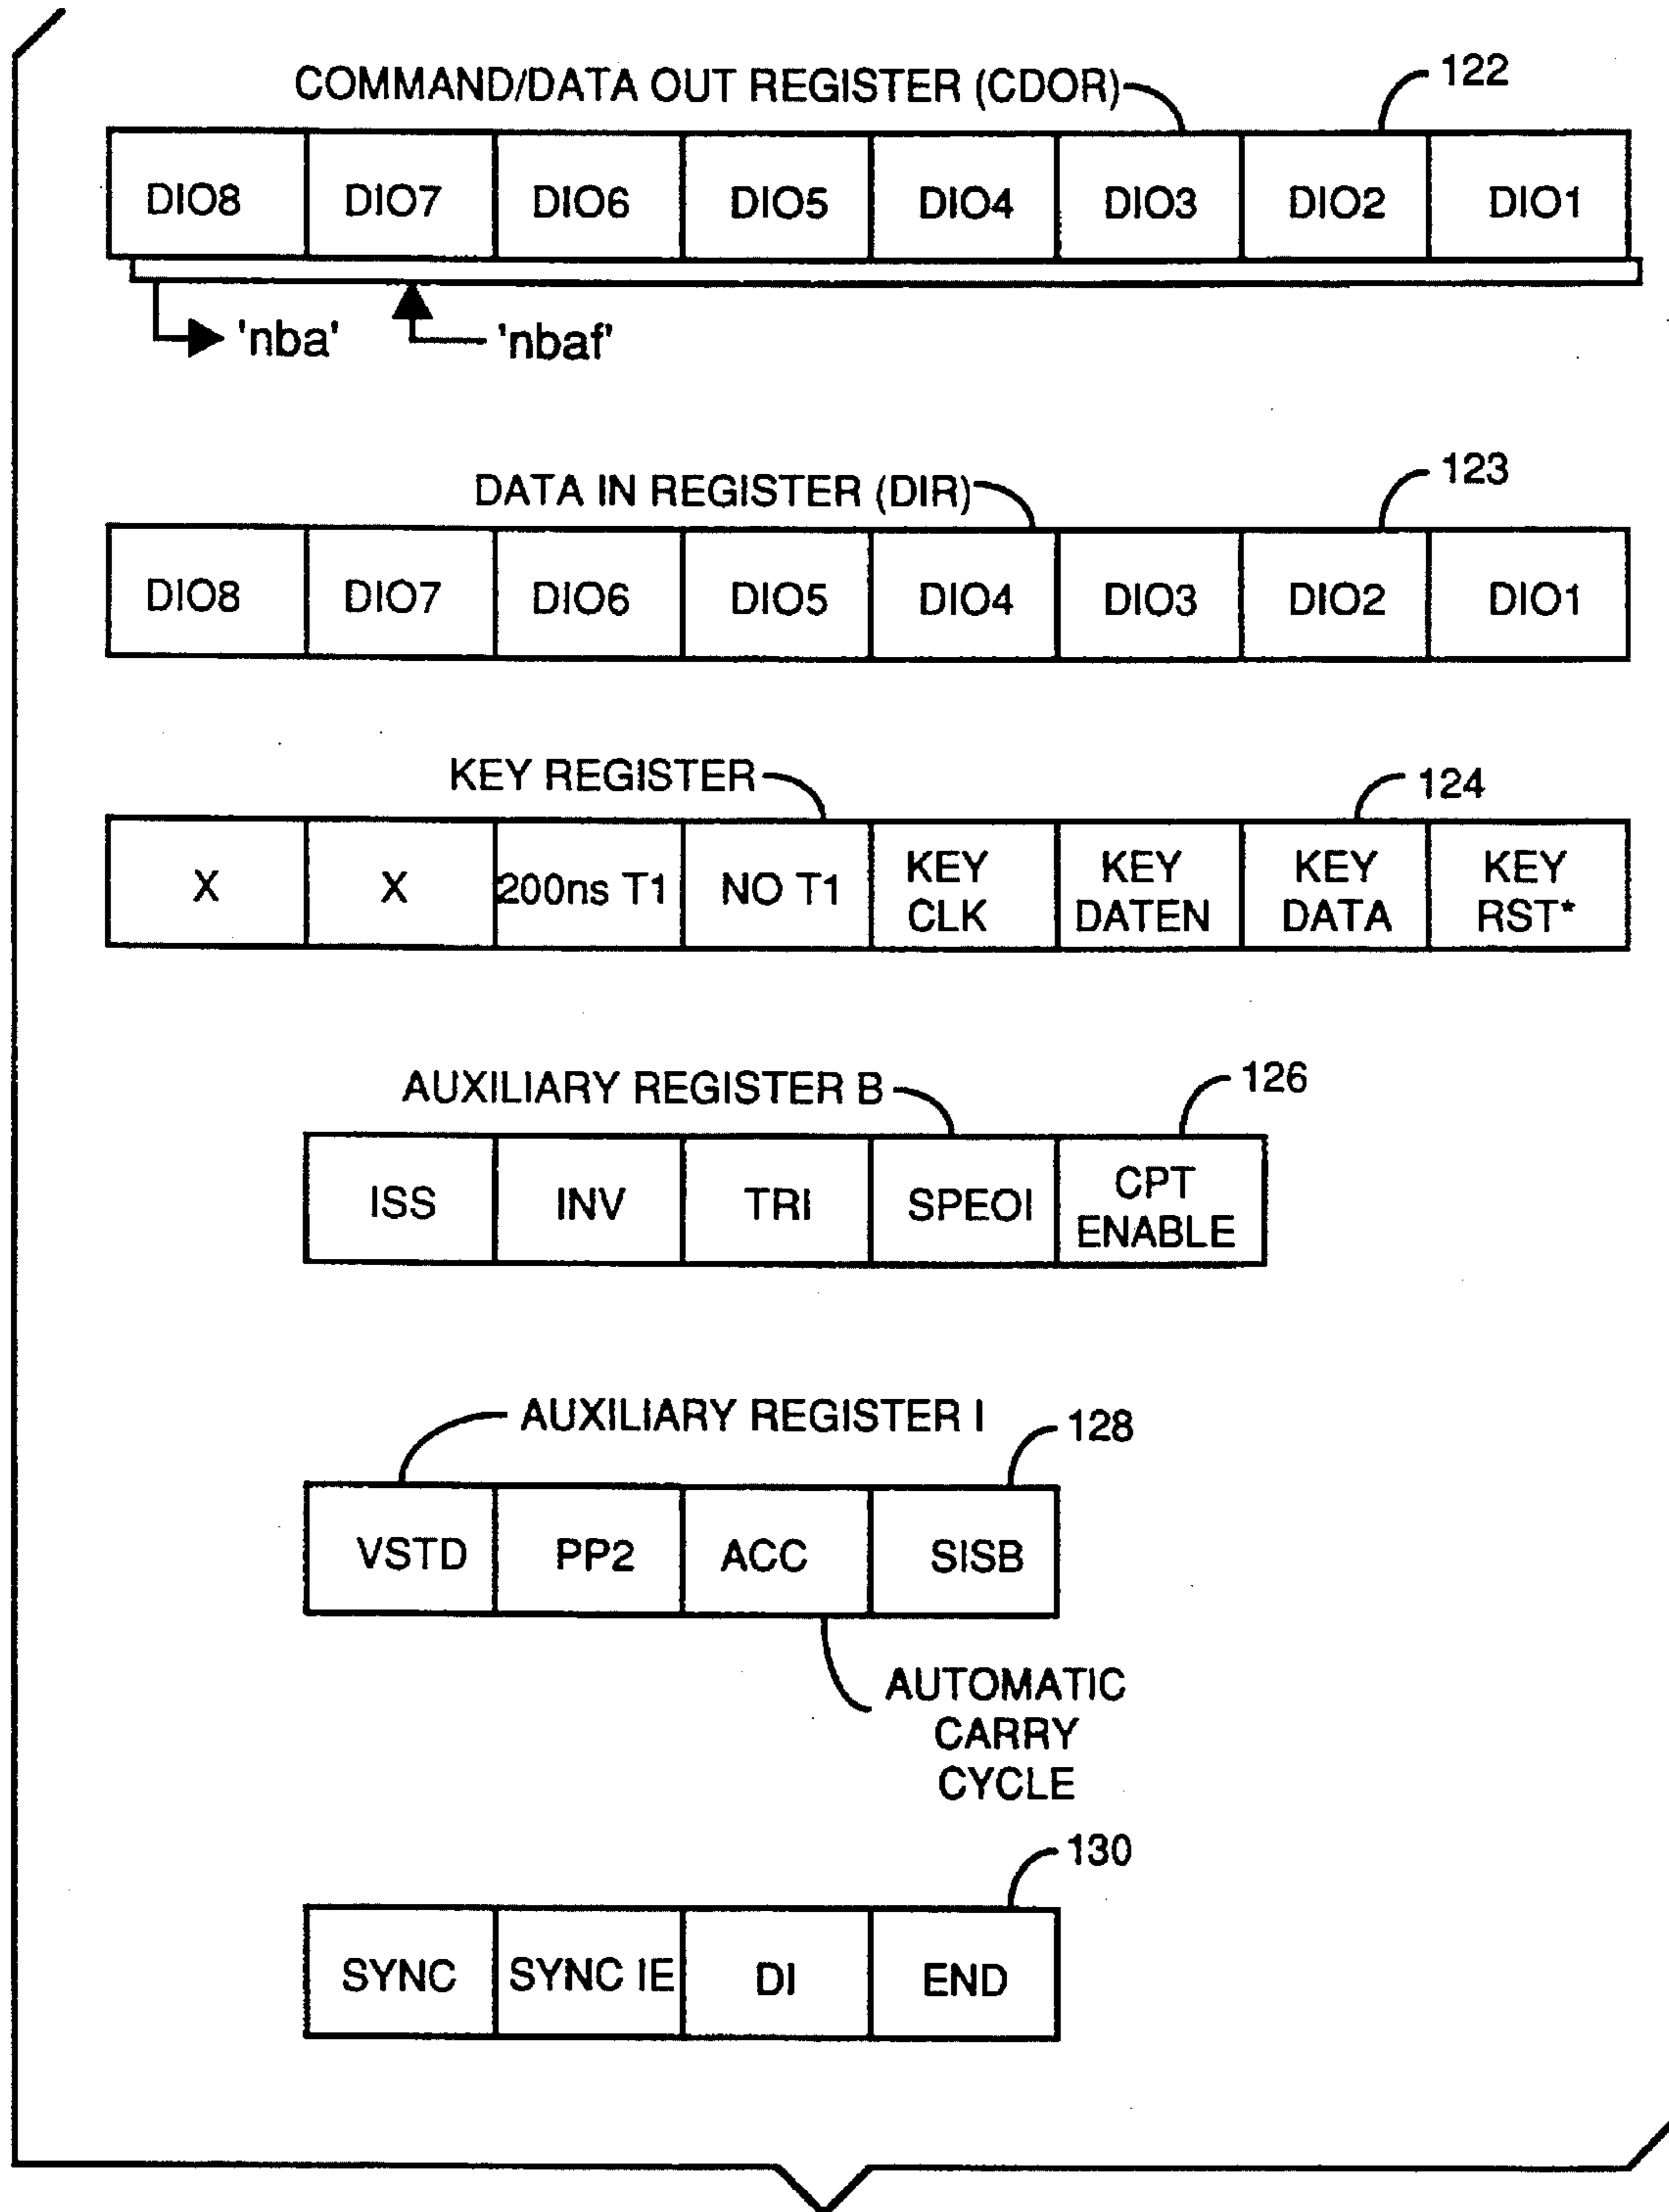 COMMAND/DATA OUT REGISTER (CDOR) 122
DIO8 DIO7 DIO6 DIO5 DIO4 DIO3 DIO2 DIO1
'nba' 'nbaf'
DATA IN REGISTER (DIR) 123
DIO8 DIO7 DIO6 DIO5 DIO4 DIO3 DIO2 DIO1
KEY REGISTER 124
X X 200ns T1 NO T1 KEY CLK KEY DATEN KEY DATA KEY RST*
AUXILIARY REGISTER B 126
ISS INV TRI SPEOI CPT ENABLE
AUXILIARY REGISTER I 128
VSTD PP2 ACC SISB
AUTOMATIC
CARRY
CYCLE
130
SYNC SYNC IE DI END